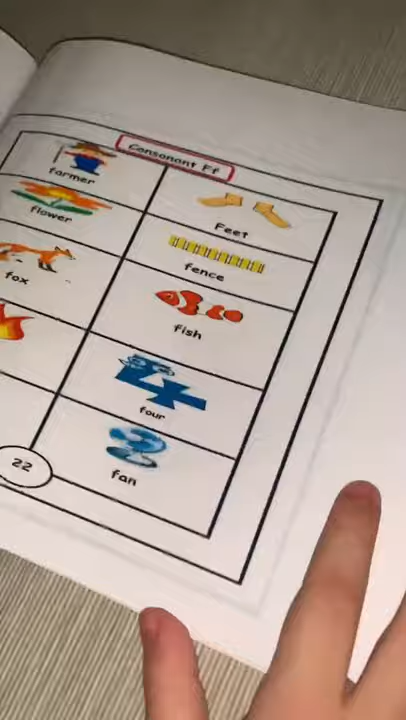 Consonant Ff
farmer
Feet
flower
fence
fox
fish
four
fan
22